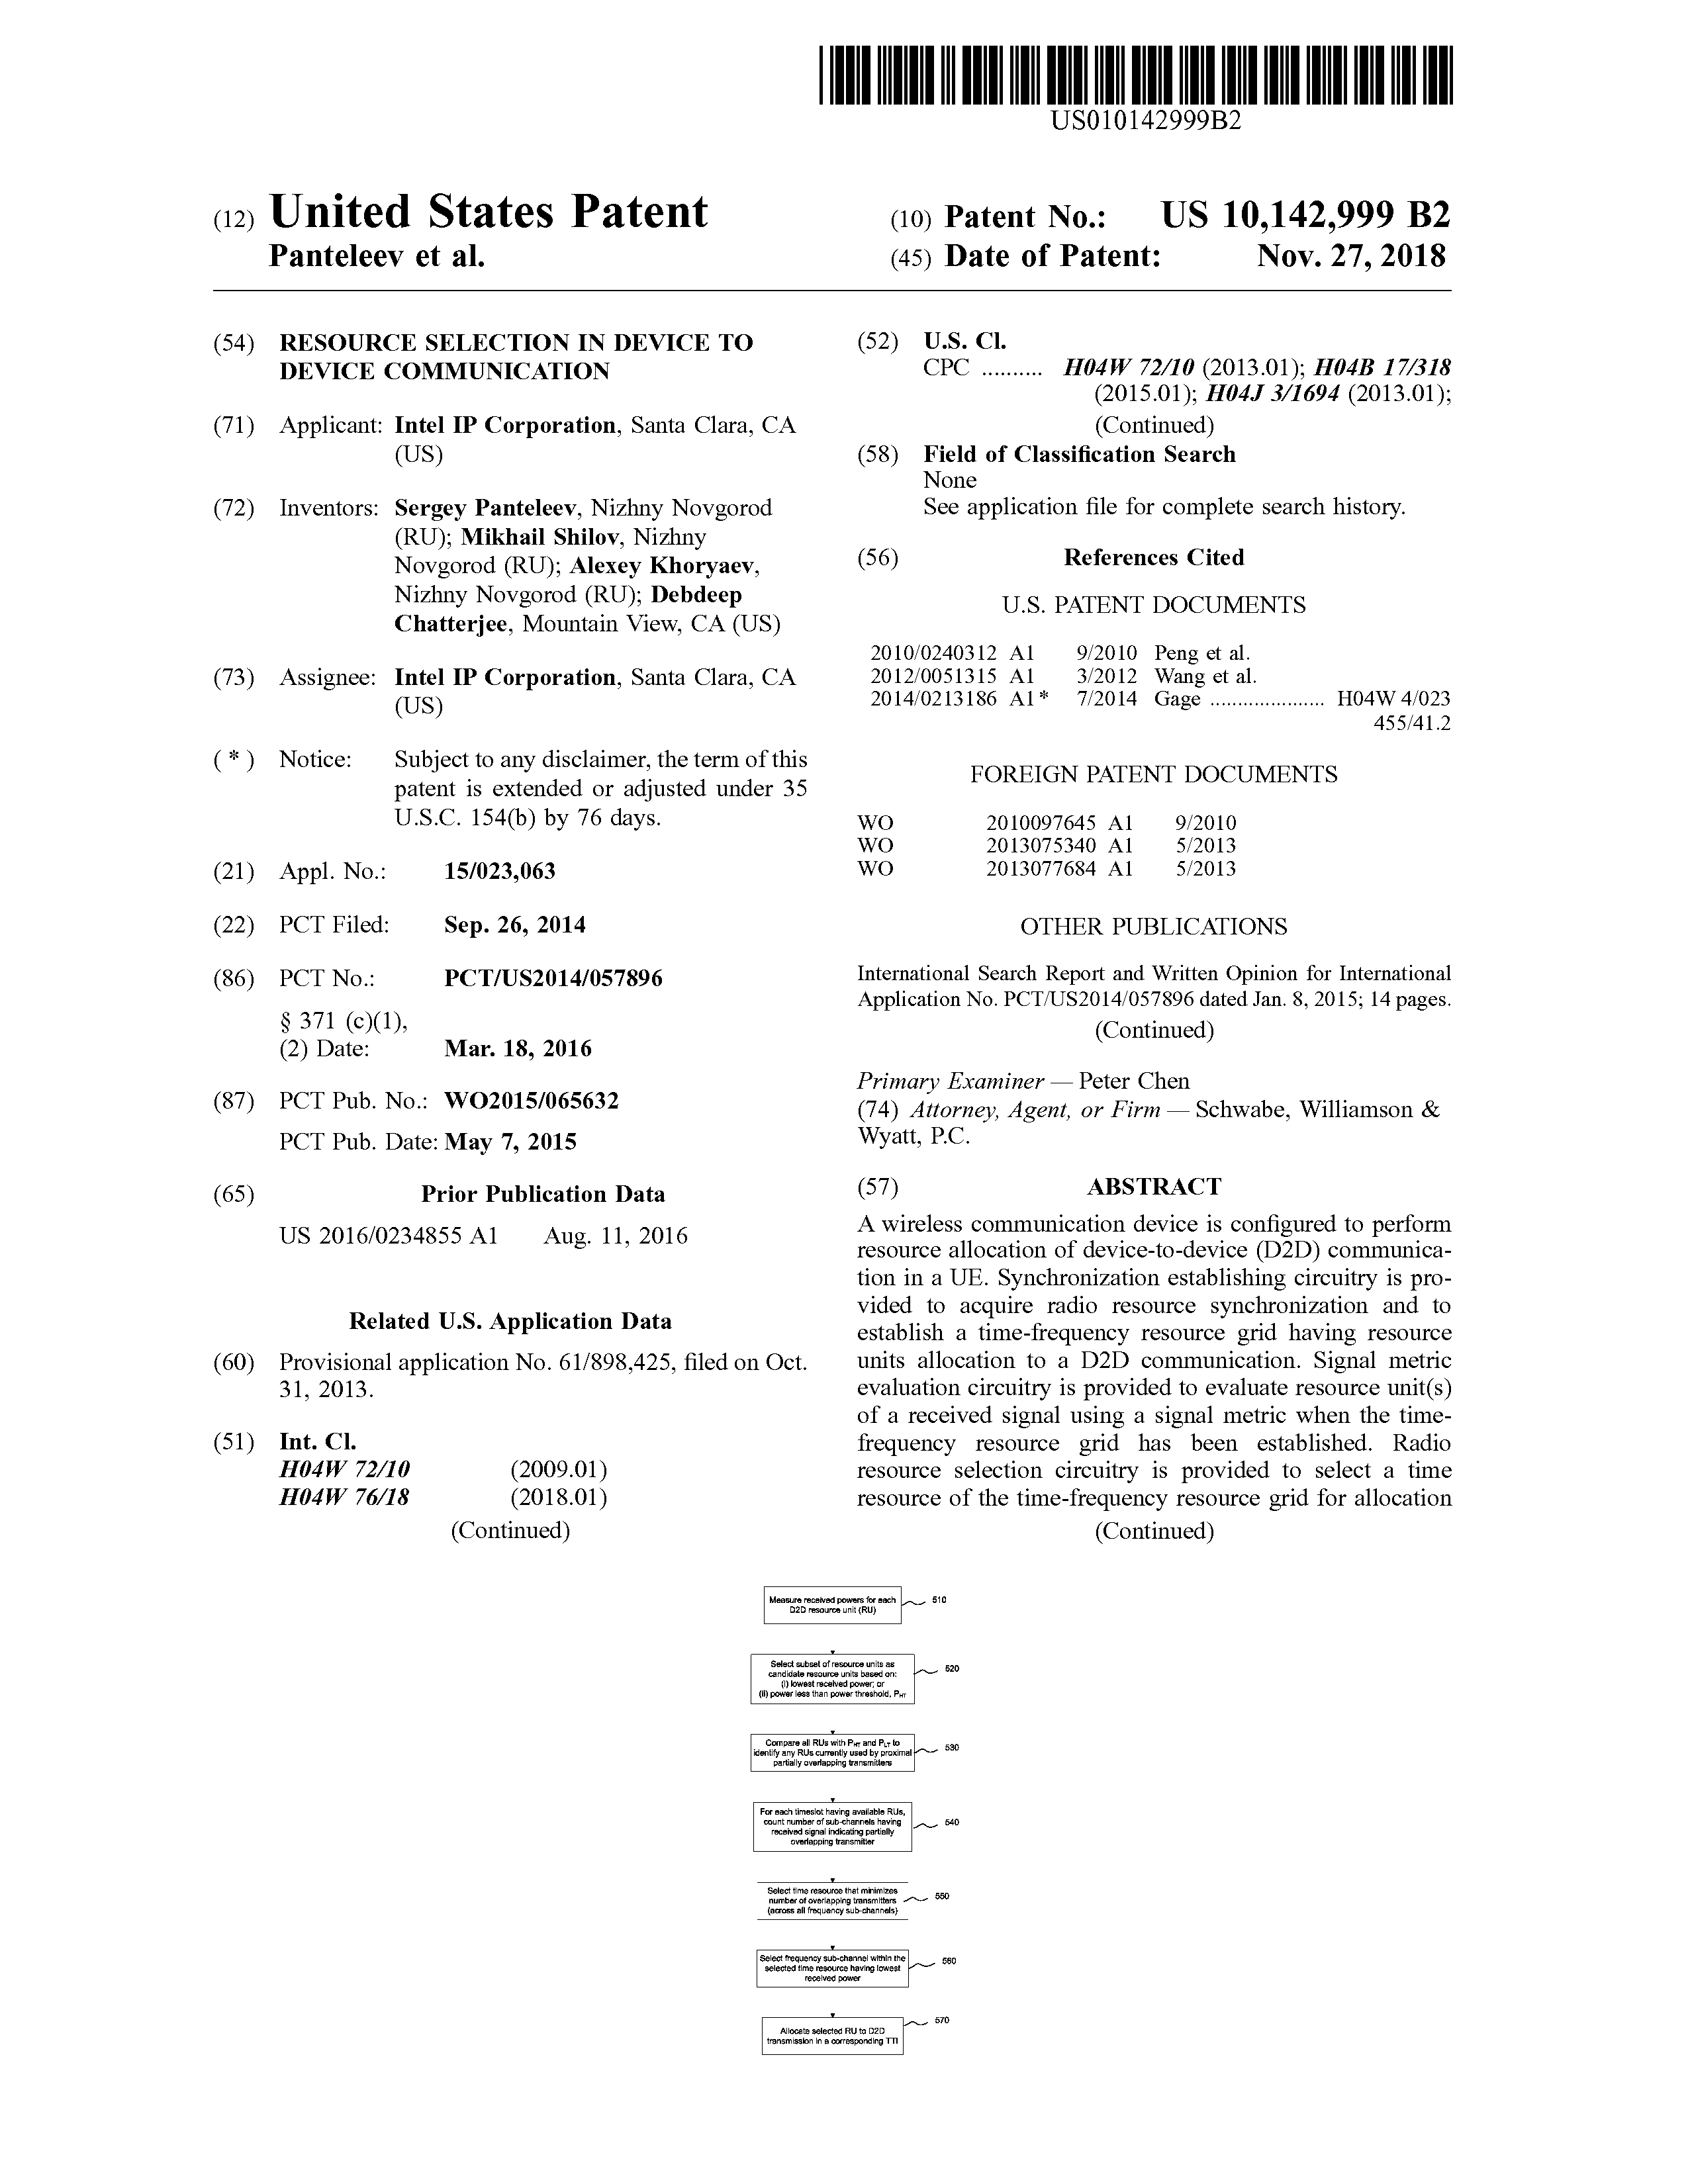 US010142999B2
(12) United States Patent
Panteleev et al.
(10) Patent No.: US 10,142,999 B2
(45) Date of Patent: Nov. 27, 2018
(54) RESOURCE SELECTION IN DEVICE TO
DEVICE COMMUNICATION
(71) Applicant: Intel IP Corporation, Santa Clara, CA
(US)
(72) Inventors: Sergey Panteleev, Nizhny Novgorod
(RU); Mikhail Shilov, Nizhny
Novgorod (RU); Alexey Khoryaev,
Nizhny Novgorod (RU); Debdeep
Chatterjee, Mountain View, CA (US)
(73) Assignee: Intel IP Corporation, Santa Clara, CA
(US)
( * ) Notice: Subject to any disclaimer, the term of this
patent is extended or adjusted under 35
U.S.C. 154(b) by 76 days.
(21) Appl. No.: 15/023,063
(22) PCT Filed: Sep. 26, 2014
(86) PCT No.: PCT/US2014/057896
§ 371 (c)(1),
(2) Date: Mar. 18, 2016
(87) PCT Pub. No.: WO2015/065632
PCT Pub. Date: May 7, 2015
(65) Prior Publication Data
US 2016/0234855 A1 Aug. 11, 2016
Related U.S. Application Data
(60) Provisional application No. 61/898,425, filed on Oct.
31, 2013.
(51) Int. Cl.
H04W 72/10 (2009.01)
H04W 76/18 (2018.01)
(Continued)
(52) U.S. Cl.
CPC .......... H04W 72/10 (2013.01); H04B 17/318
(2015.01); H04J 3/1694 (2013.01);
(Continued)
(58) Field of Classification Search
None
See application file for complete search history.
(56) References Cited
U.S. PATENT DOCUMENTS
2010/0240312 A1 9/2010 Peng et al.
2012/0051315 A1 3/2012 Wang et al.
2014/0213186 A1* 7/2014 Gage ..................... H04W 4/023
455/41.2
FOREIGN PATENT DOCUMENTS
WO 2010097645 A1 9/2010
WO 2013075340 A1 5/2013
WO 2013077684 A1 5/2013
OTHER PUBLICATIONS
International Search Report and Written Opinion for International
Application No. PCT/US2014/057896 dated Jan. 8, 2015; 14 pages.
(Continued)
Primary Examiner — Peter Chen
(74) Attorney, Agent, or Firm — Schwabe, Williamson &
Wyatt, P.C.
(57) ABSTRACT
A wireless communication device is configured to perform
resource allocation of device-to-device (D2D) communica-
tion in a UE. Synchronization establishing circuitry is pro-
vided to acquire radio resource synchronization and to
establish a time-frequency resource grid having resource
units allocation to a D2D communication. Signal metric
evaluation circuitry is provided to evaluate resource unit(s)
of a received signal using a signal metric when the time-
frequency resource grid has been established. Radio
resource selection circuitry is provided to select a time
resource of the time-frequency resource grid for allocation
(Continued)
Measure received powers for each
D2D resource unit (RU)
510
Select subset of resource units as
candidate resource units based on:
(i) lowest received power; or
(ii) power less than power threshold, PHT
520
Compare all RUs with PHT and PLT to
identify any RUs currently used by proximal
partially overlapping transmitters
530
For each timeslot having available RUs,
count number of sub-channels having
received signal indicating partially
overlapping transmitter
540
Select time resource that minimizes
number of overlapping transmitters
(across all frequency sub-channels)
550
Select frequency sub-channel within the
selected time resource having lowest
received power
560
Allocate selected RU to D2D
transmission in a corresponding TTI
570